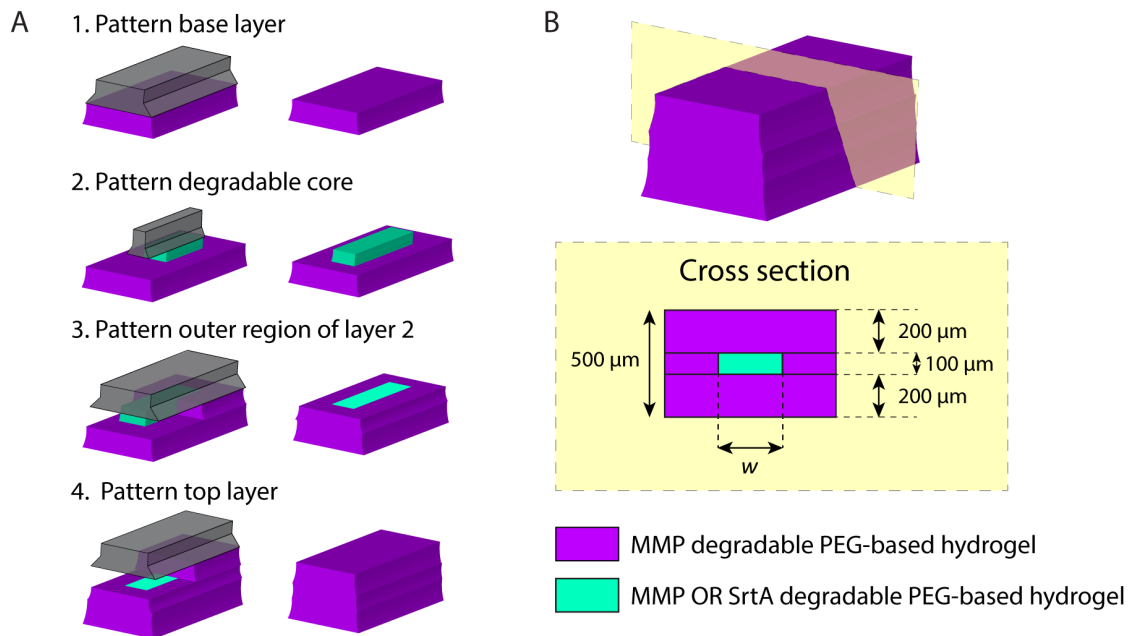 A
1. Pattern base layer
2. Pattern degradable core
3. Pattern outer region of layer 2
4. Pattern top layer
B
Cross section
500 µm
200 µm
100 µm
200 µm
w
MMP degradable PEG-based hydrogel
MMP OR SrtA degradable PEG-based hydrogel